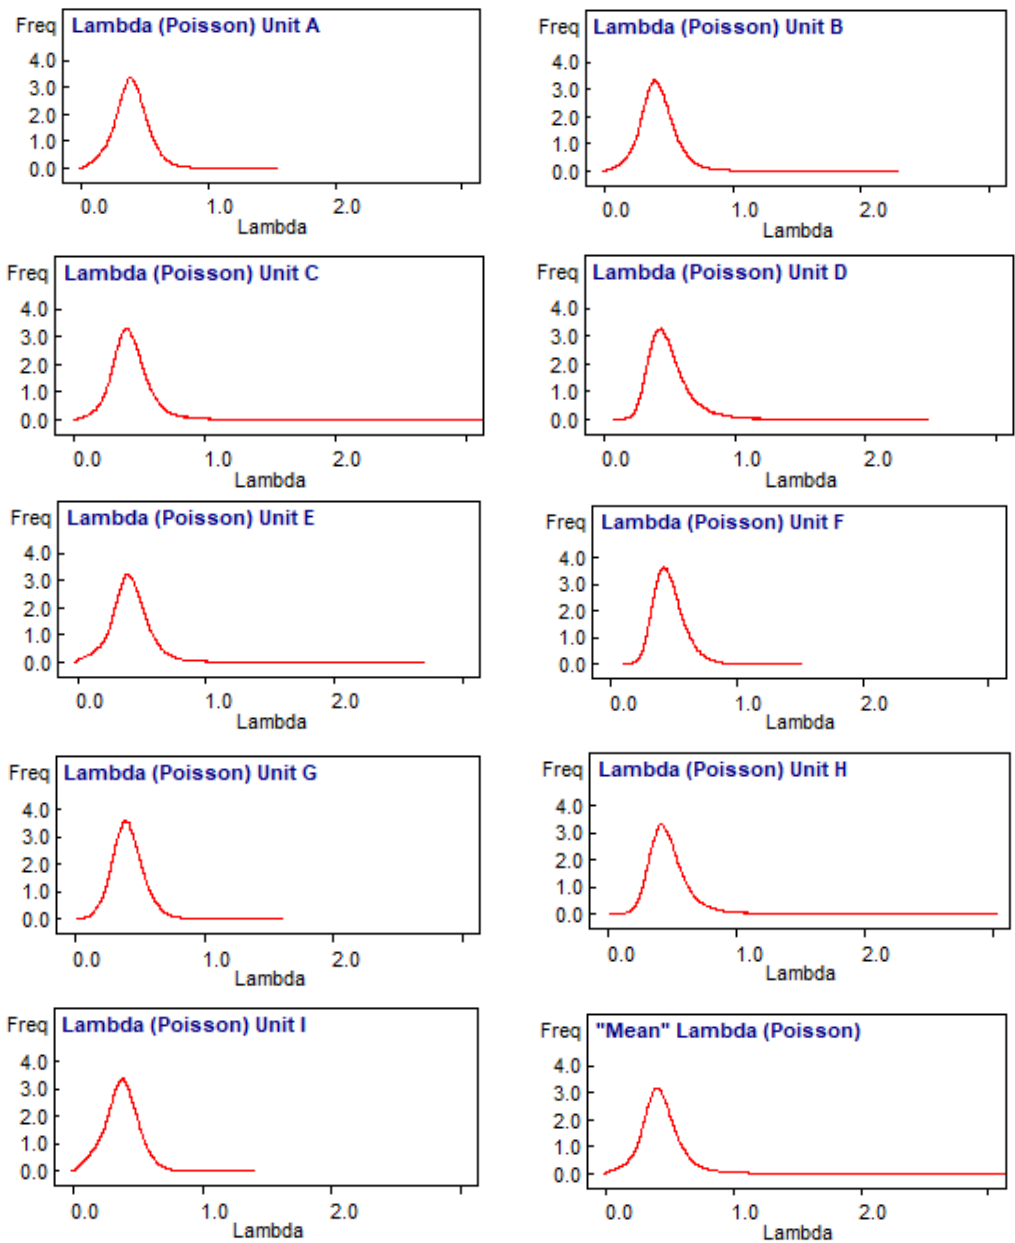 Freq Lambda (Poisson) Unit A
4.0
3.0
2.0
1.0
0.0
0.0 1.0 2.0
Lambda
Freq Lambda (Poisson) Unit B
4.0
3.0
2.0
1.0
0.0
0.0 1.0 2.0
Lambda
Freq Lambda (Poisson) Unit C
4.0
3.0
2.0
1.0
0.0
0.0 1.0 2.0
Lambda
Freq Lambda (Poisson) Unit D
4.0
3.0
2.0
1.0
0.0
0.0 1.0 2.0
Lambda
Freq Lambda (Poisson) Unit E
4.0
3.0
2.0
1.0
0.0
0.0 1.0 2.0
Lambda
Freq Lambda (Poisson) Unit F
4.0
3.0
2.0
1.0
0.0
0.0 1.0 2.0
Lambda
Freq Lambda (Poisson) Unit G
4.0
3.0
2.0
1.0
0.0
0.0 1.0 2.0
Lambda
Freq Lambda (Poisson) Unit H
4.0
3.0
2.0
1.0
0.0
0.0 1.0 2.0
Lambda
Freq Lambda (Poisson) Unit I
4.0
3.0
2.0
1.0
0.0
0.0 1.0 2.0
Lambda
Freq "Mean" Lambda (Poisson)
4.0
3.0
2.0
1.0
0.0
0.0 1.0 2.0
Lambda